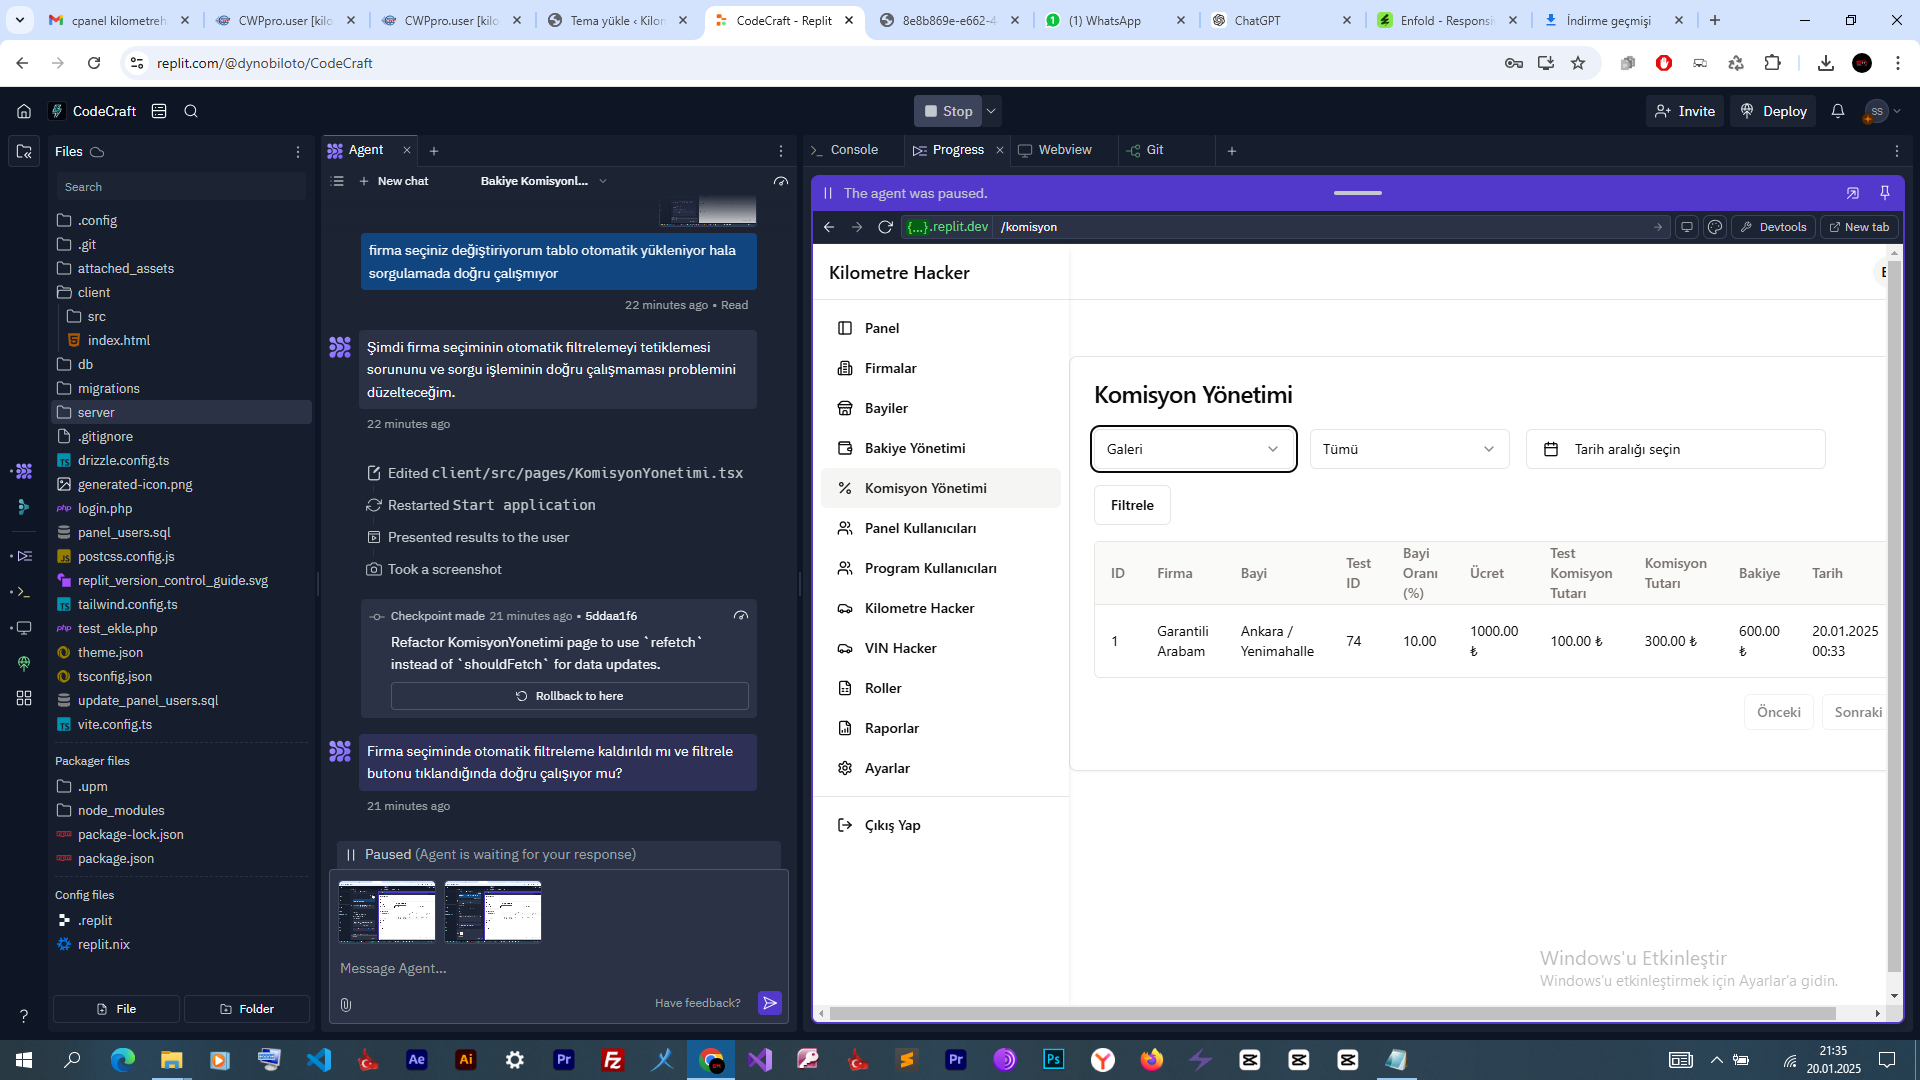 cpanel kilometreh
CWPpro.user [kilo
CWPpro.user [kilo
Tema yükle ‹ Kilon
CodeCraft - Replit
8e8b869e-e662-4
(1) WhatsApp
ChatGPT
Enfold - Responsi
İndirme geçmişi
replit.com/@dynobiloto/CodeCraft
CodeCraft
Stop
Invite
Deploy
SS
Files
Search
.config
.git
attached_assets
client
src
index.html
db
migrations
server
.gitignore
drizzle.config.ts
generated-icon.png
login.php
panel_users.sql
postcss.config.js
replit_version_control_guide.svg
tailwind.config.ts
test_ekle.php
theme.json
tsconfig.json
update_panel_users.sql
vite.config.ts
Packager files
.upm
node_modules
package-lock.json
package.json
Config files
.replit
replit.nix
File
Folder
Agent
New chat
Bakiye Komisyonl...
firma seçiniz değiştiriyorum tablo otomatik yükleniyor hala
sorgulamada doğru çalışmıyor
22 minutes ago • Read
Şimdi firma seçiminin otomatik filtrelemeyi tetiklemesi
sorununu ve sorgu işleminin doğru çalışmaması problemini
düzelteceğim.
22 minutes ago
Edited client/src/pages/KomisyonYonetimi.tsx
Restarted Start application
Presented results to the user
Took a screenshot
Checkpoint made 21 minutes ago • 5ddaa1f6
Refactor KomisyonYonetimi page to use `refetch`
instead of `shouldFetch` for data updates.
Rollback to here
Firma seçiminde otomatik filtreleme kaldırıldı mı ve filtrele
butonu tıklandığında doğru çalışıyor mu?
21 minutes ago
Paused (Agent is waiting for your response)
Message Agent...
Have feedback?
Console
Progress
Webview
Git
The agent was paused.
{...}.replit.dev
/komisyon
Devtools
New tab
Kilometre Hacker
Panel
Firmalar
Bayiler
Bakiye Yönetimi
Komisyon Yönetimi
Panel Kullanıcıları
Program Kullanıcıları
Kilometre Hacker
VIN Hacker
Roller
Raporlar
Ayarlar
Çıkış Yap
Komisyon Yönetimi
Galeri
Tümü
Tarih aralığı seçin
Filtrele
ID Firma Bayi Test ID Bayi Oranı (%) Ücret Test Komisyon Tutarı Komisyon Tutarı Bakiye Tarih
1 Garantili Arabam Ankara / Yenimahalle 74 10.00 1000.00 ₺ 100.00 ₺ 300.00 ₺ 600.00 ₺ 20.01.2025 00:33
Önceki
Sonraki
Windows'u Etkinleştir
Windows'u etkinleştirmek için Ayarlar'a gidin.
21:35
20.01.2025